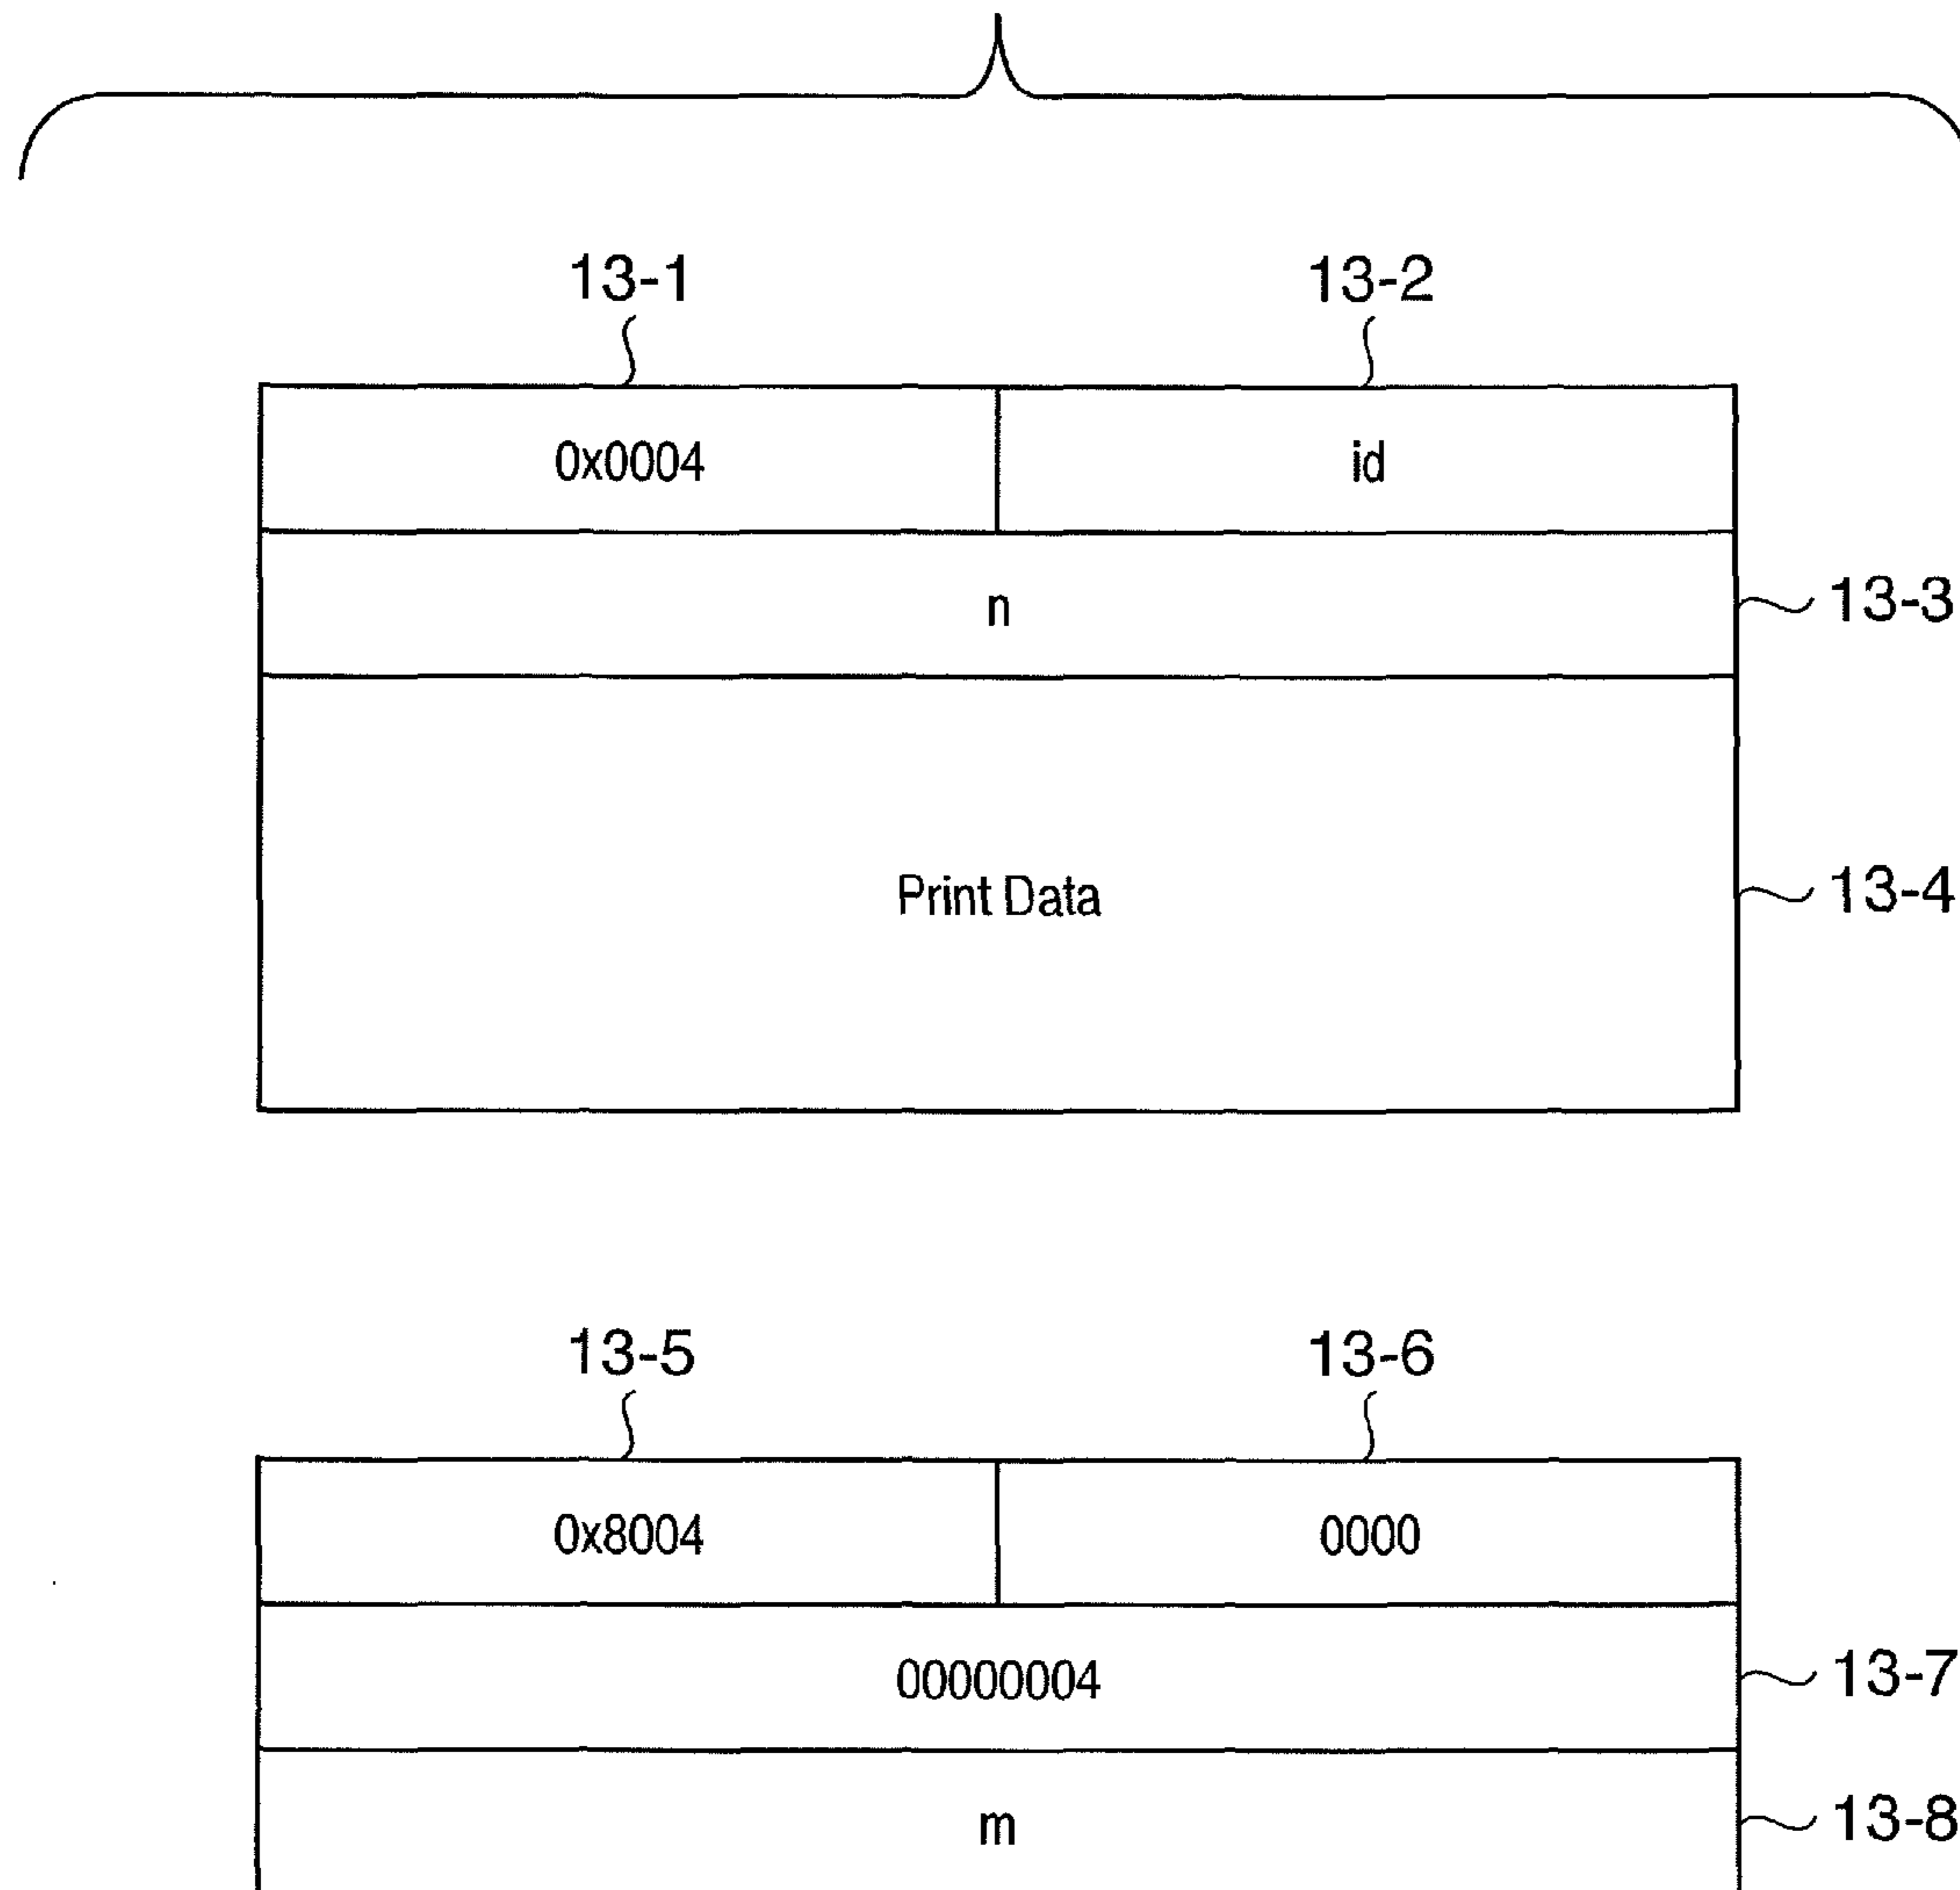 13-1 13-2
0x0004 id
n 13-3
Print Data 13-4
13-5 13-6
0x8004 0000
00000004 13-7
m 13-8